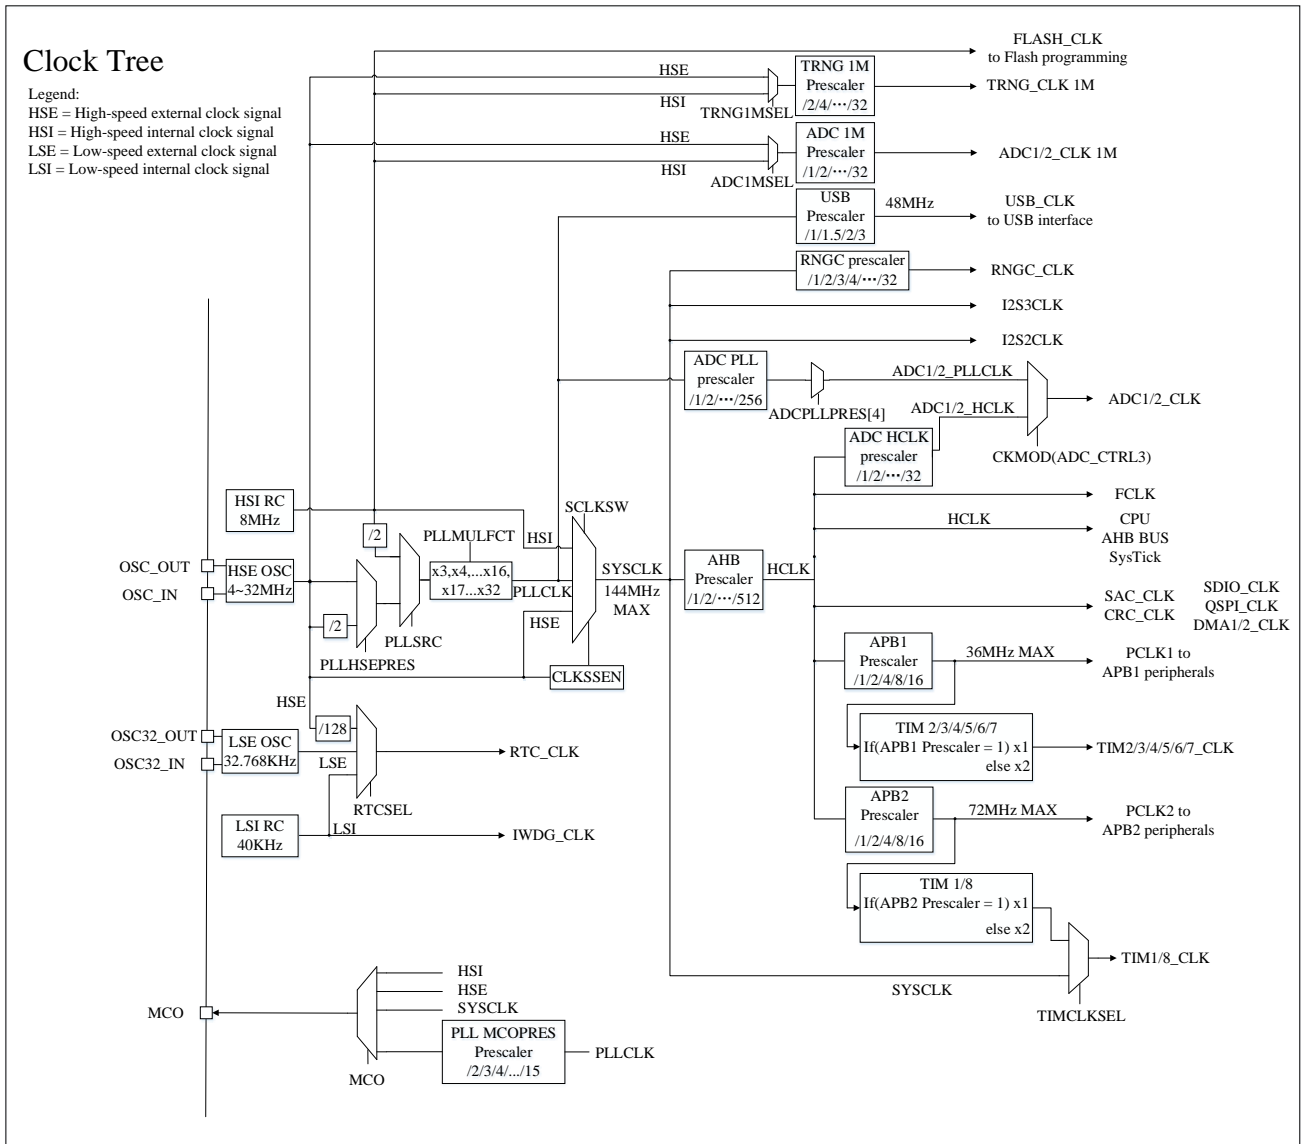 Clock Tree
Legend:
HSE = High-speed external clock signal
HSI = High-speed internal clock signal
LSE = Low-speed external clock signal
LSI = Low-speed internal clock signal
FLASH_CLK
to Flash programming
HSE
HSI
TRNG1MSEL
TRNG 1M
Prescaler
/2/4/···/32
TRNG_CLK 1M
HSE
HSI
ADC1MSEL
ADC 1M
Prescaler
/1/2/···/32
ADC1/2_CLK 1M
USB
Prescaler
/1/1.5/2/3
48MHz
USB_CLK
to USB interface
RNGC prescaler
/1/2/3/4/···/32
RNGC_CLK
I2S3CLK
I2S2CLK
ADC PLL
prescaler
/1/2/···/256
ADCPLLPRES[4]
ADC1/2_PLLCLK
ADC1/2_HCLK
ADC1/2_CLK
CKMOD(ADC_CTRL3)
ADC HCLK
prescaler
/1/2/···/32
FCLK
HCLK
CPU
AHB BUS
SysTick
HSI RC
8MHz
/2
PLLMULFCT
SCLKSW
HSI
OSC_OUT
OSC_IN
HSE OSC
4~32MHz
x3,x4,...x16,
x17...x32
PLLCLK
HSE
SYSCLK
144MHz
MAX
AHB
Prescaler
/1/2/···/512
HCLK
/2
PLLSRC
PLLHSEPRES
CLKSSEN
SAC_CLK
CRC_CLK
SDIO_CLK
QSPI_CLK
DMA1/2_CLK
APB1
Prescaler
/1/2/4/8/16
36MHz MAX
PCLK1 to
APB1 peripherals
HSE
/128
OSC32_OUT
OSC32_IN
LSE OSC
32.768KHz
LSE
RTC_CLK
RTCSEL
TIM 2/3/4/5/6/7
If(APB1 Prescaler = 1) x1
else x2
TIM2/3/4/5/6/7_CLK
LSI RC
40KHz
LSI
IWDG_CLK
APB2
Prescaler
/1/2/4/8/16
72MHz MAX
PCLK2 to
APB2 peripherals
TIM 1/8
If(APB2 Prescaler = 1) x1
else x2
TIM1/8_CLK
SYSCLK
TIMCLKSEL
MCO
HSI
HSE
SYSCLK
PLL MCOPRES
Prescaler
/2/3/4/.../15
PLLCLK
MCO